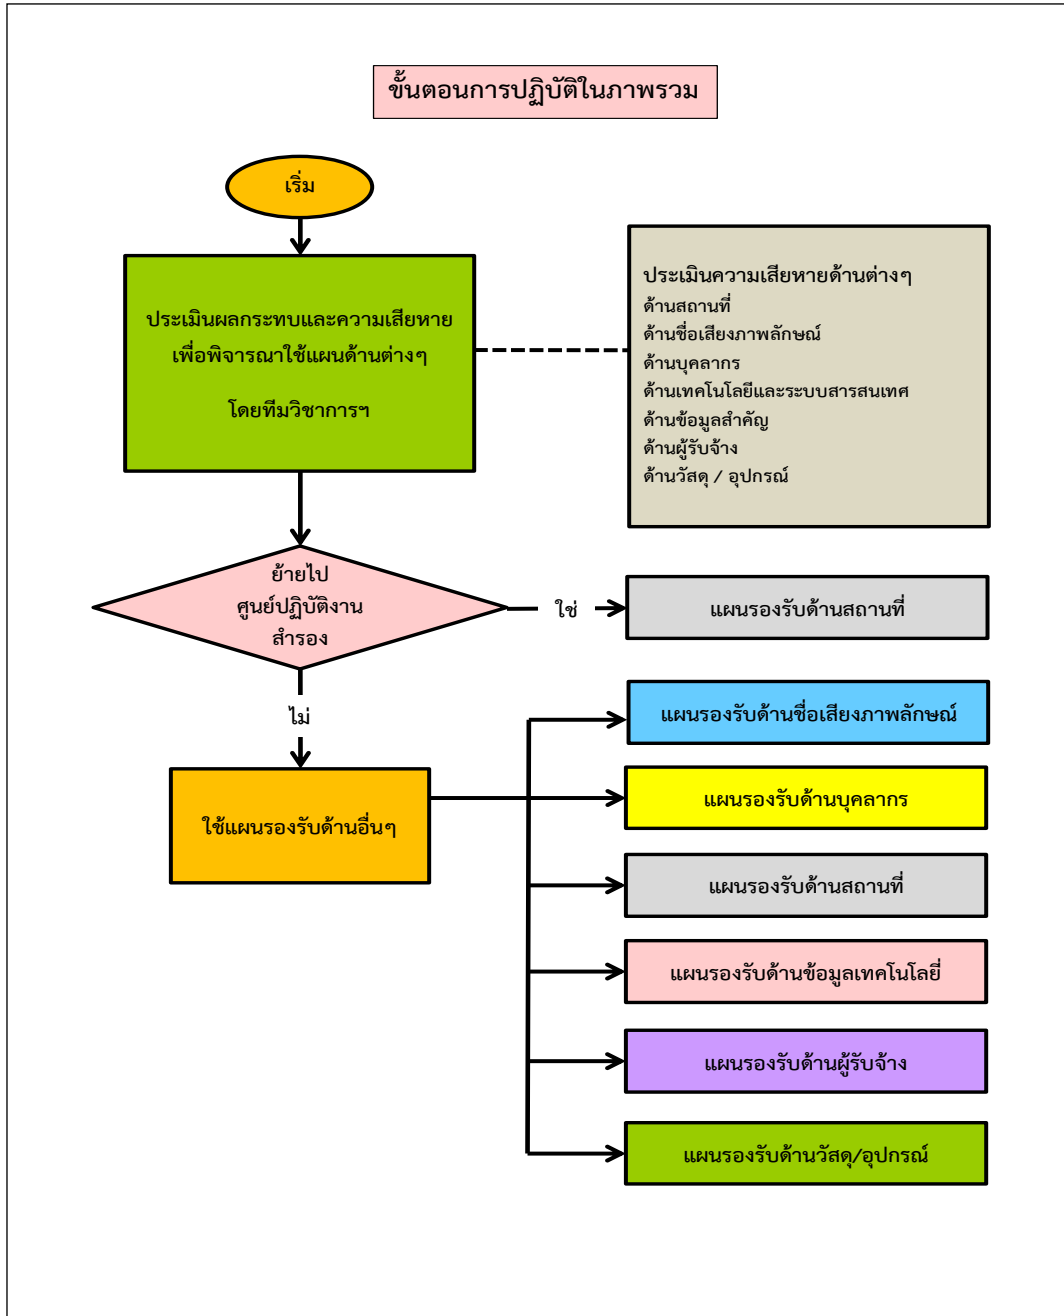 ขั้นตอนการปฏิบัติในภาพรวม
เริ่ม
ประเมินผลกระทบและความเสียหาย
เพื่อพิจารณาใช้แผนด้านต่างๆ
โดยทีมวิชาการฯ
ประเมินความเสียหายด้านต่างๆ
ด้านสถานที่
ด้านชื่อเสียงภาพลักษณ์
ด้านบุคลากร
ด้านเทคโนโลยีและระบบสารสนเทศ
ด้านข้อมูลสำคัญ
ด้านผู้รับจ้าง
ด้านวัสดุ / อุปกรณ์
ย้ายไป
ศูนย์ปฏิบัติงาน
สำรอง
ใช่
แผนรองรับด้านสถานที่
ไม่
ใช้แผนรองรับด้านอื่นๆ
แผนรองรับด้านชื่อเสียงภาพลักษณ์
แผนรองรับด้านบุคลากร
แผนรองรับด้านสถานที่
แผนรองรับด้านข้อมูลเทคโนโลยี่
แผนรองรับด้านผู้รับจ้าง
แผนรองรับด้านวัสดุ/อุปกรณ์